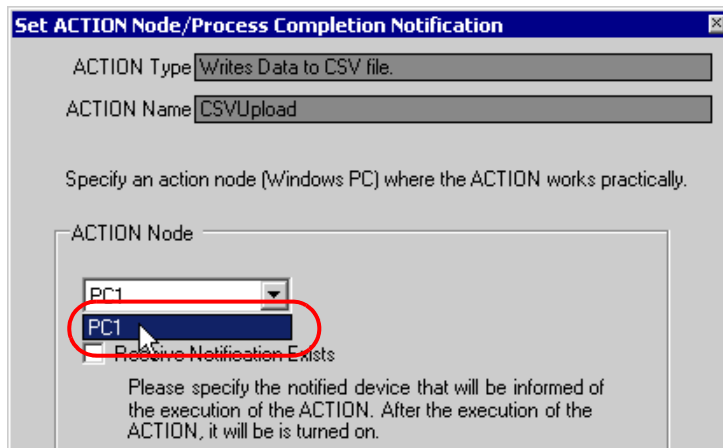 Set ACTION Node/Process Completion Notification
ACTION Type Writes Data to CSV file.
ACTION Name CSVUpload
Specify an action node (Windows PC) where the ACTION works practically.
ACTION Node
PC1
PC1
Receive Notification Exists
Please specify the notified device that will be informed of
the execution of the ACTION. After the execution of the
ACTION, it will be is turned on.